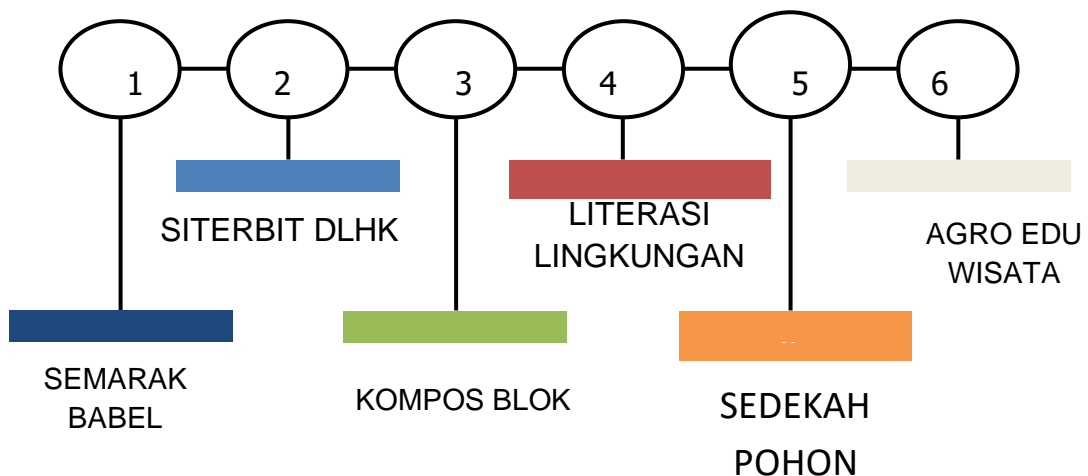 1 2 3 4 5 6
SITERBIT DLHK
LITERASI
LINGKUNGAN
AGRO EDU
WISATA
SEMARAK
BABEL
KOMPOS BLOK
- -
SEDEKAH
POHON